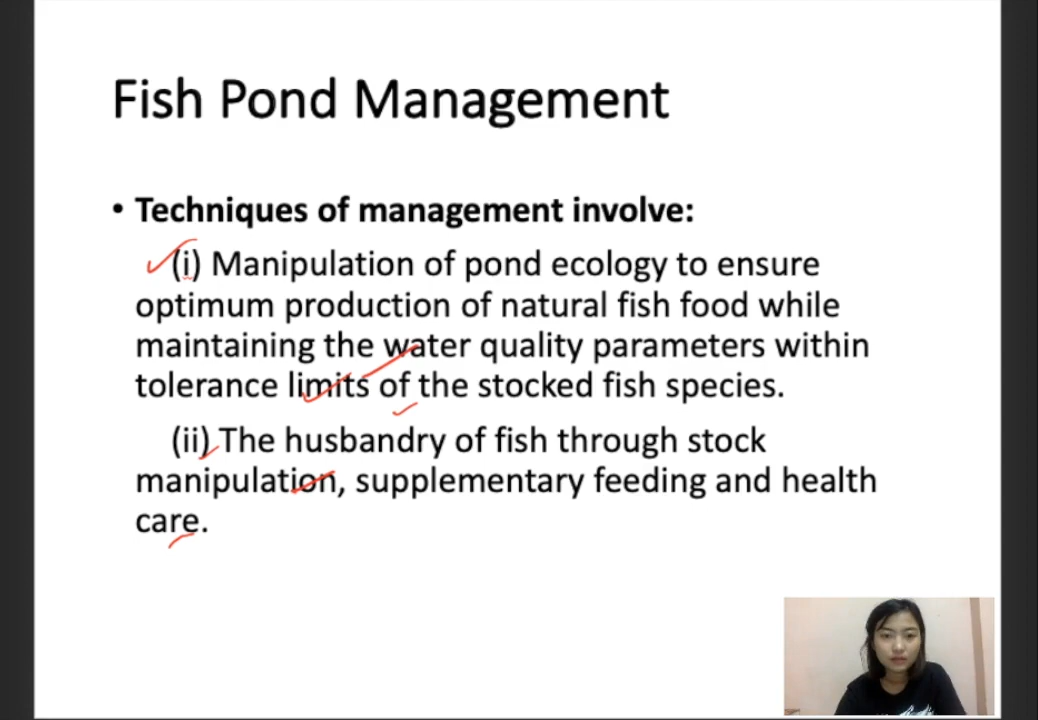 Fish Pond Management
• Techniques of management involve:
(i) Manipulation of pond ecology to ensure
optimum production of natural fish food while
maintaining the water quality parameters within
tolerance limits of the stocked fish species.
(ii) The husbandry of fish through stock
manipulation, supplementary feeding and health
care.